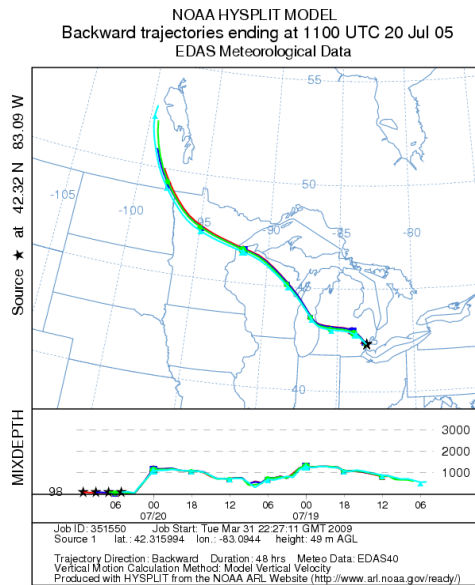 NOAA HYSPLIT MODEL
Backward trajectories ending at 1100 UTC 20 Jul 05
EDAS Meteorological Data
Source ★ at 42.32 N 83.09 W
55
-105
-100
-95
-90
-85
-80
50
45
40
MIXDEPTH
3000
2000
1000
98
06 00 18 12 06 00 18 12 06
07/20 07/19
Job ID: 351550 Job Start: Tue Mar 31 22:27:11 GMT 2009
Source 1 lat.: 42.315994 lon.: -83.0944 height: 49 m AGL
Trajectory Direction: Backward Duration: 48 hrs Meteo Data: EDAS40
Vertical Motion Calculation Method: Model Vertical Velocity
Produced with HYSPLIT from the NOAA ARL Website (http://www.arl.noaa.gov/ready/)